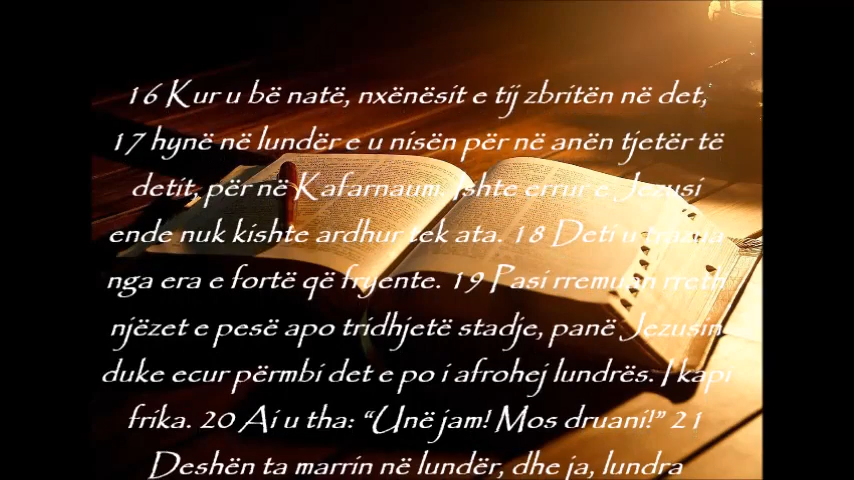 16 Kur u bë natë, nxënësit e tij zbritën në det,
17 hynë në lundër e u nisën për në anën tjetër të
detit, për në Kafarnaum. Ishte errur e Jezusi
ende nuk kishte ardhur tek ata. 18 Deti u trazua
nga era e fortë që fryente. 19 Pasi rremuan rreth
njëzet e pesë apo tridhjetë stadje, panë Jezusin
duke ecur përmbi det e po i afrohej lundrës. I kapi
frika. 20 Ai u tha: “Unë jam! Mos druani!” 21
Deshën ta marrin në lundër, dhe ja, lundra